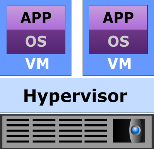 APP APP
OS OS
VM VM
Hypervisor